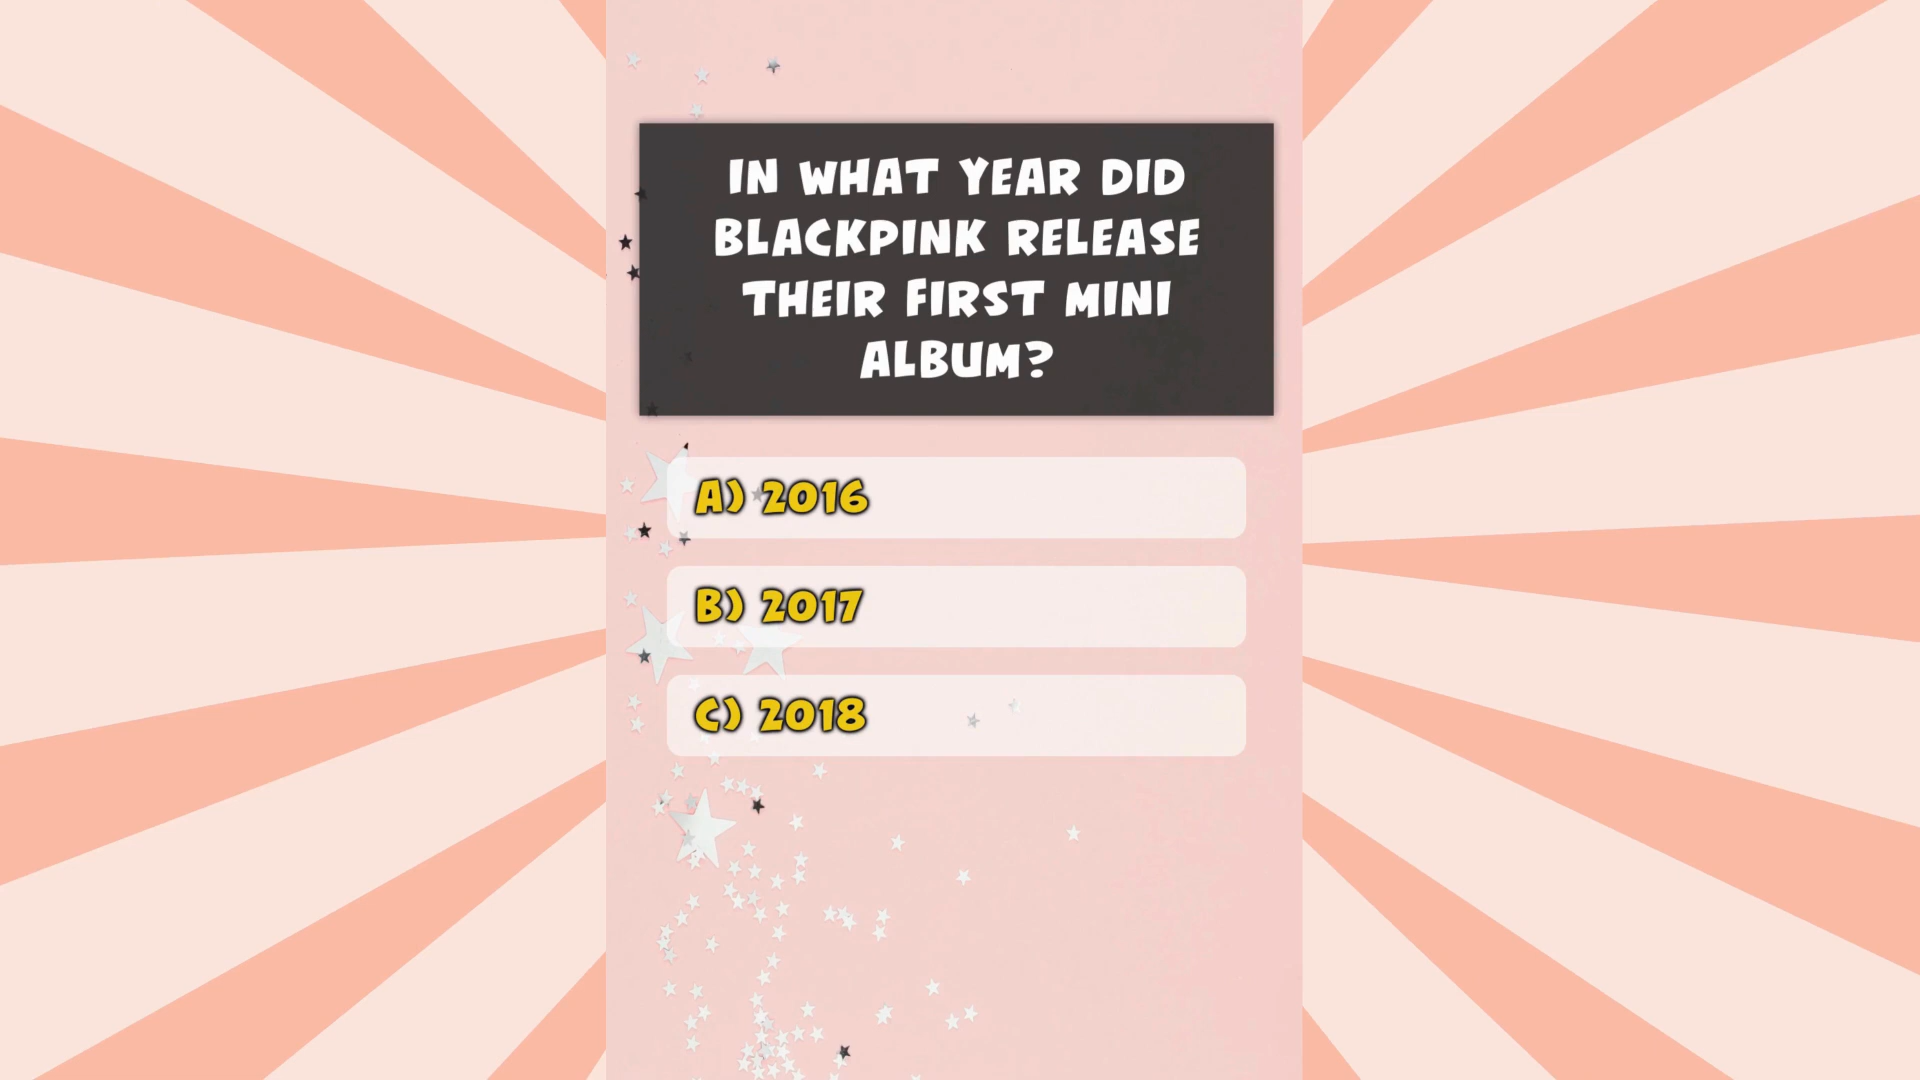 IN WHAT YEAR DID
BLACKPINK RELEASE
THEIR FIRST MINI
ALBUM?
A) 2016
B) 2017
C) 2018